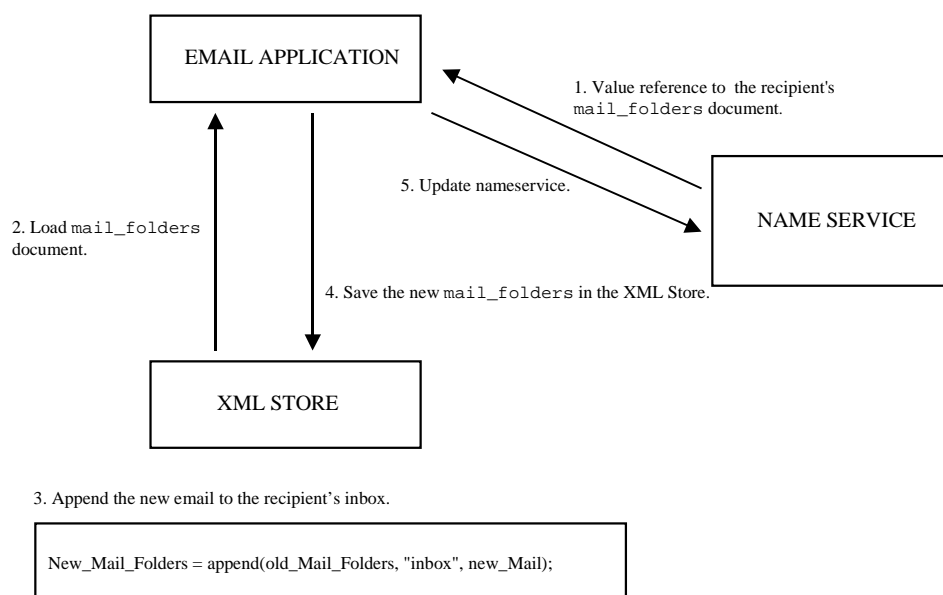 EMAIL APPLICATION
1. Value reference to the recipient's
mail_folders document.
5. Update nameservice.
NAME SERVICE
2. Load mail_folders
document.
4. Save the new mail_folders in the XML Store.
XML STORE
3. Append the new email to the recipient’s inbox.
New_Mail_Folders = append(old_Mail_Folders, "inbox", new_Mail);